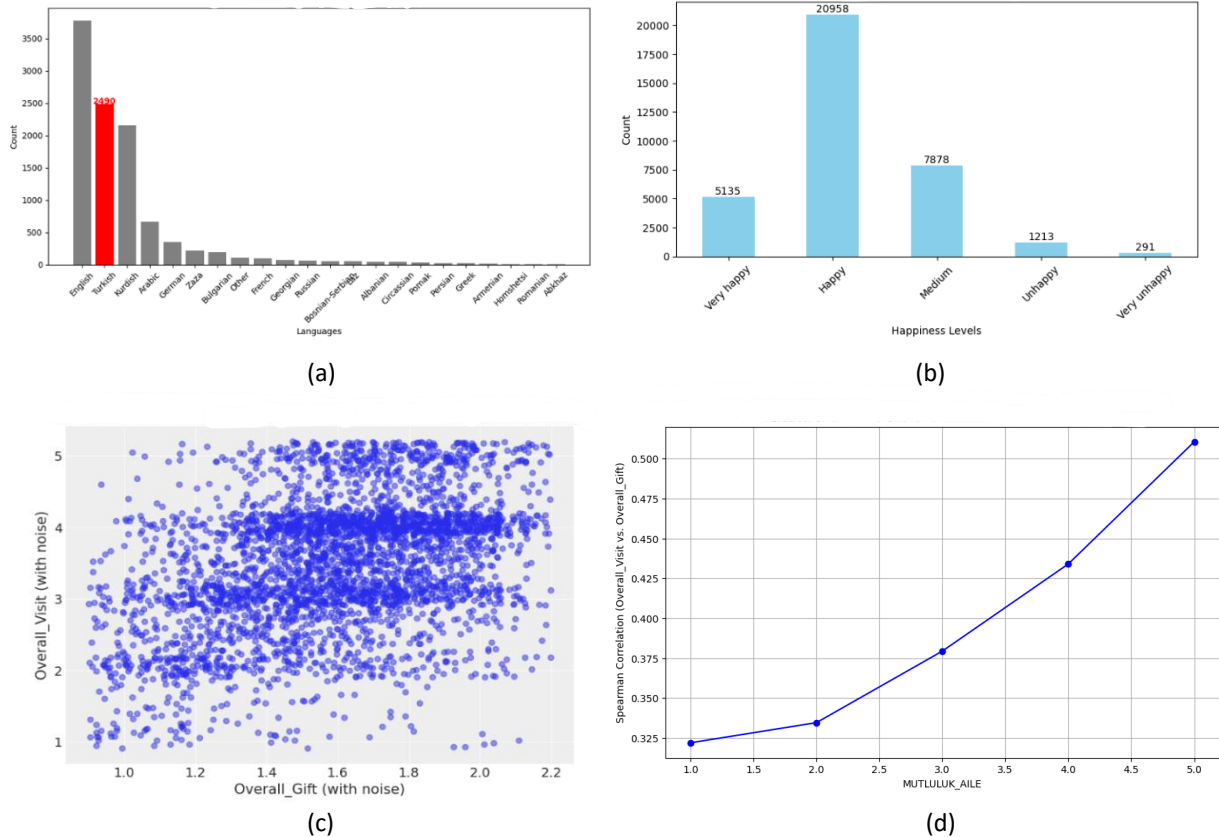 3500
3000
2500
2000
1500
1000
500
0
Count
2490
English
Turkish
Kurdish
Arabic
German
Zaza
Bulgarian
Other
French
Georgian
Russian
Bosnian-Serbian
Laz
Albanian
Circassian
Pomak
Persian
Greek
Armenian
Homshetsi
Romanian
Abkhaz
Languages
(a)
20000
17500
15000
12500
10000
7500
5000
2500
0
Count
5135
20958
7878
1213
291
Very happy
Happy
Medium
Unhappy
Very unhappy
Happiness Levels
(b)
5
4
3
2
1
Overall_Visit (with noise)
1.0
1.2
1.4
1.6
1.8
2.0
2.2
Overall_Gift (with noise)
(c)
0.500
0.475
0.450
0.425
0.400
0.375
0.350
0.325
Spearman Correlation (Overall_Visit vs. Overall_Gift)
1.0
1.5
2.0
2.5
3.0
3.5
4.0
4.5
5.0
MUTLULUK_AILE
(d)